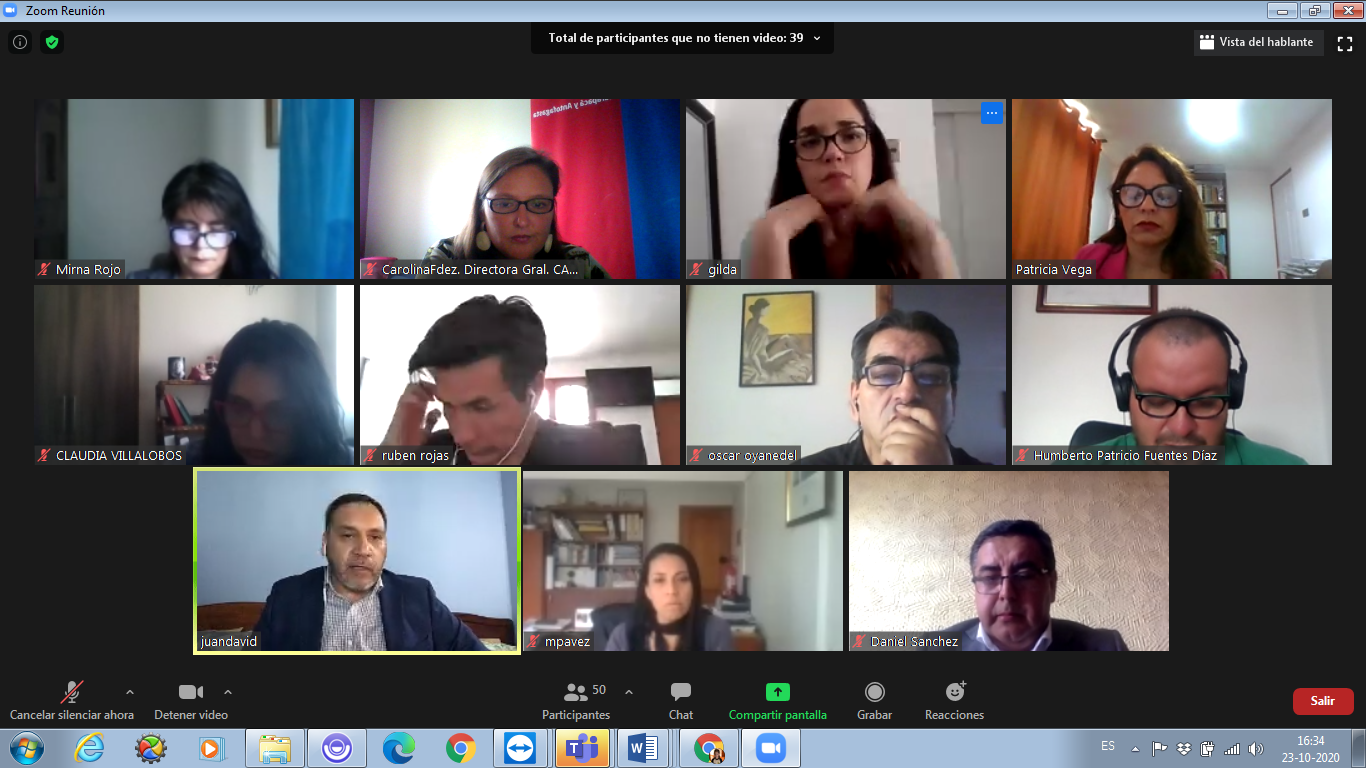 Zoom Reunión
Total de participantes que no tienen video: 39
Vista del hablante
Mirna Rojo
CarolinaFdez. Directora Gral. CA...
gilda
Patricia Vega
CLAUDIA VILLALOBOS
ruben rojas
oscar oyanedel
Humberto Patricio Fuentes Díaz
juandavid
mpavez
Daniel Sanchez
Cancelar silenciar ahora
Detener video
50
Participantes
Chat
Compartir pantalla
Grabar
Reacciones
Salir
ES
16:34
23-10-2020